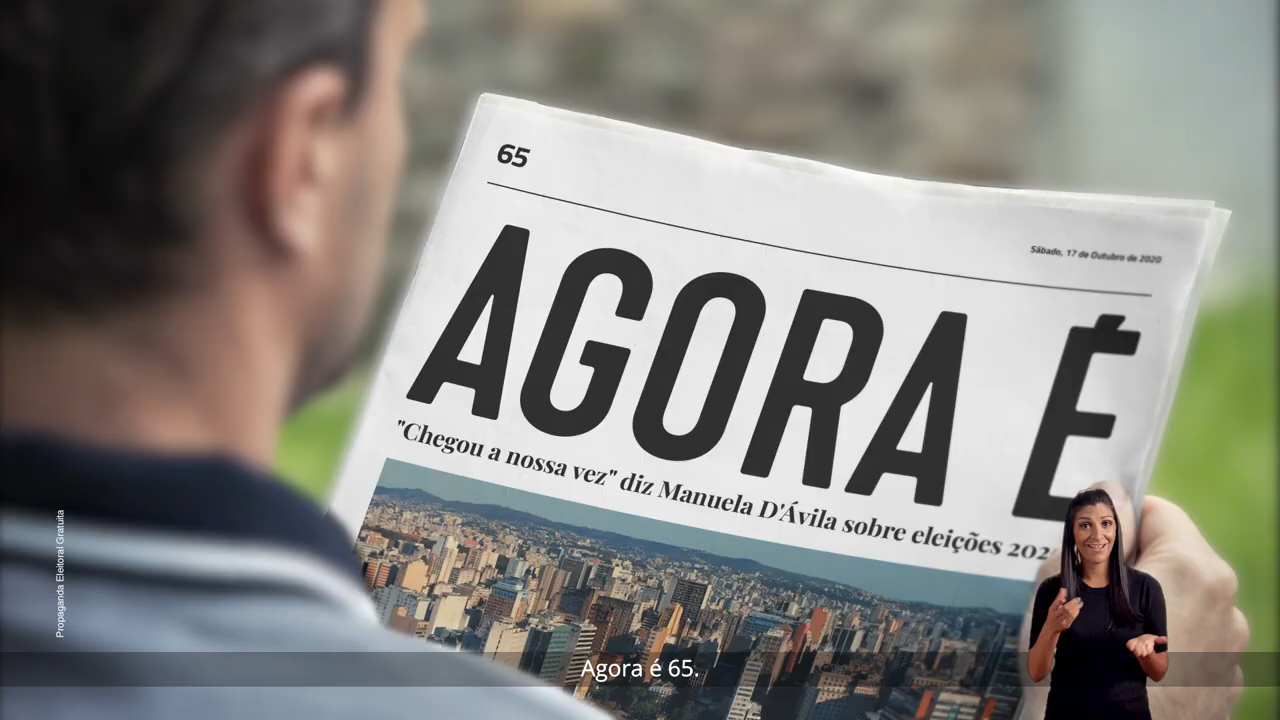 65
Sábado, 17 de Outubro de 2020
AGORA É
"Chegou a nossa vez" diz Manuela D'Ávila sobre eleições
Propaganda Eleitoral Gratuita
Agora é 65.